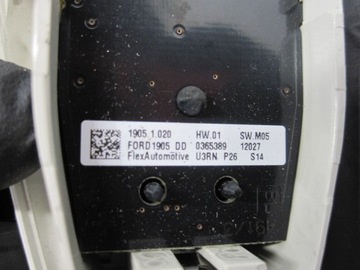 1905.1.020 HW.01 SW.M05
FORD1905 DD 0365389 12027
FlexAutomotive U3RN P26 S14